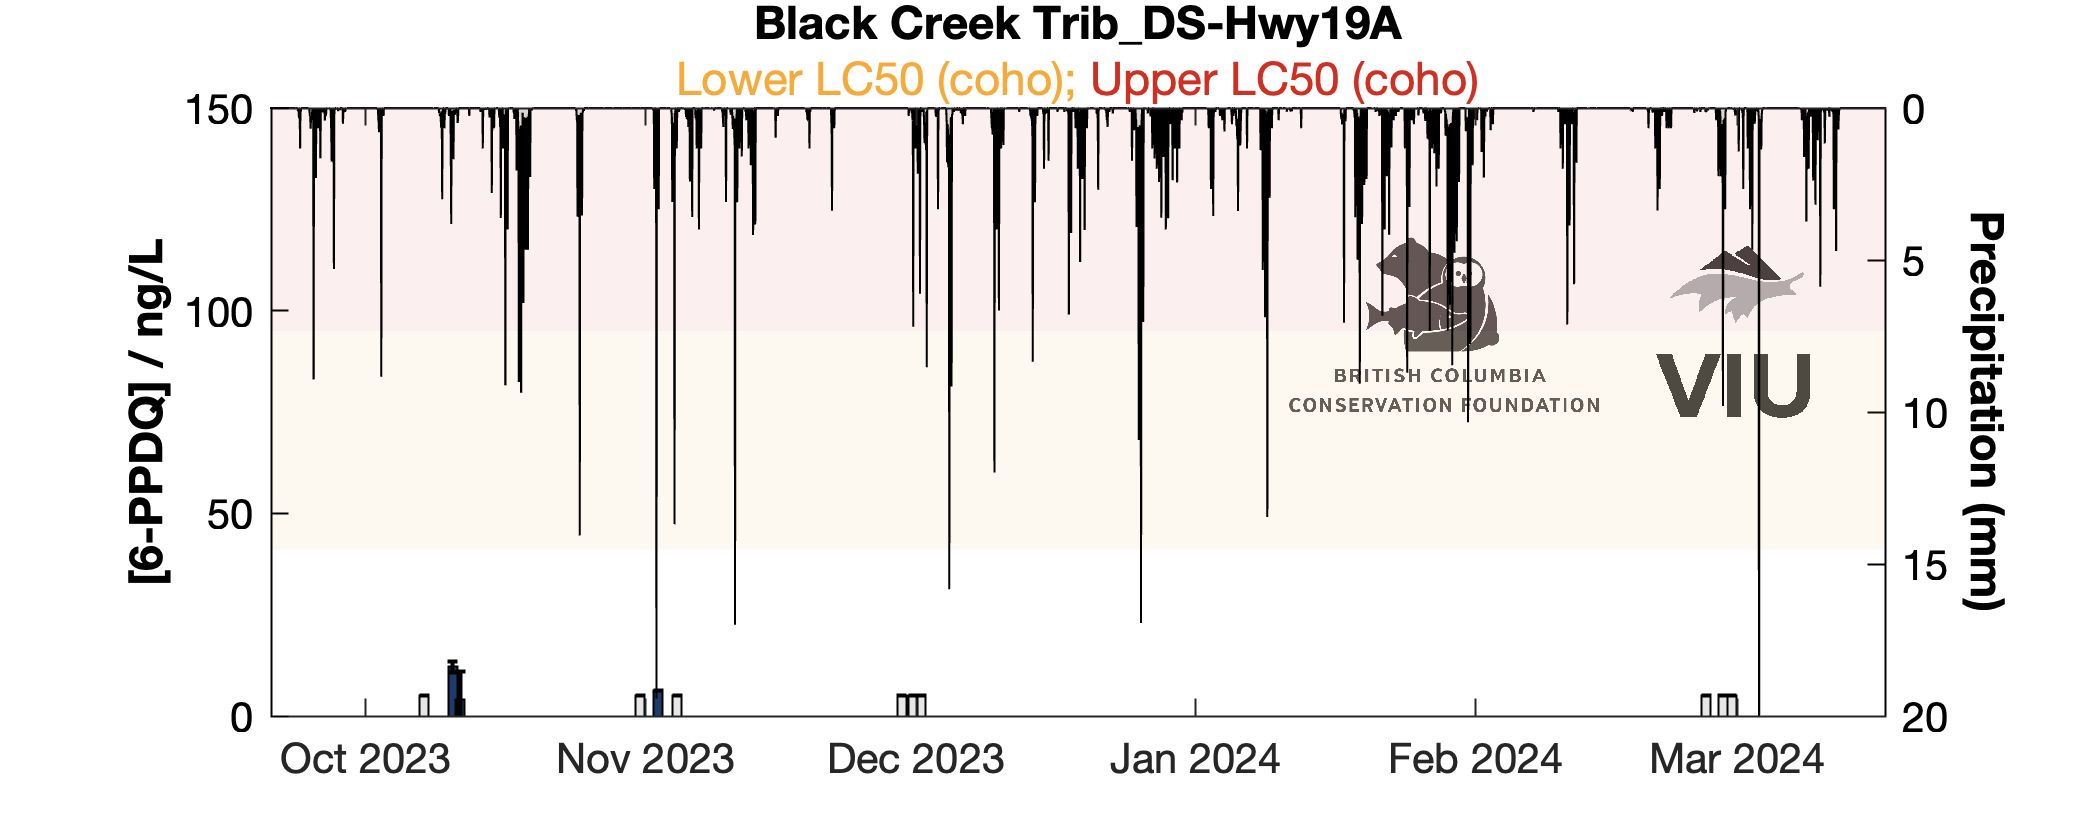 Black Creek Trib_DS-Hwy19A
Lower LC50 (coho); Upper LC50 (coho)
150
100
50
0
[6-PPDQ] / ng/L
0
5
10
15
20
Precipitation (mm)
BRITISH COLUMBIA
CONSERVATION FOUNDATION
VIU
Oct 2023
Nov 2023
Dec 2023
Jan 2024
Feb 2024
Mar 2024